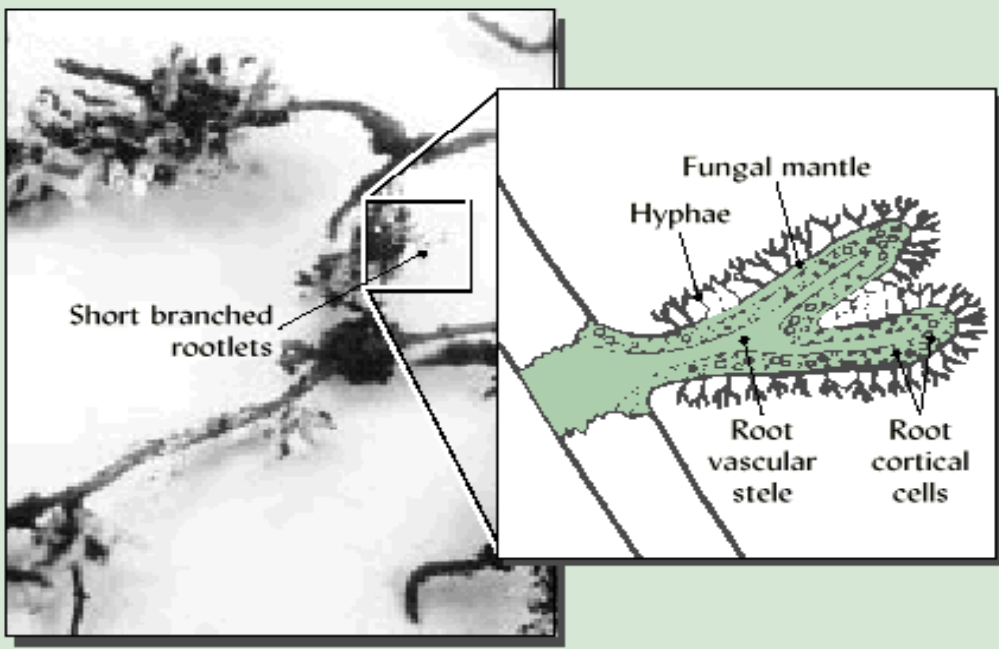 Fungal mantle
Hyphae
Short branched
rootlets
Root
vascular
stele
Root
cortical
cells